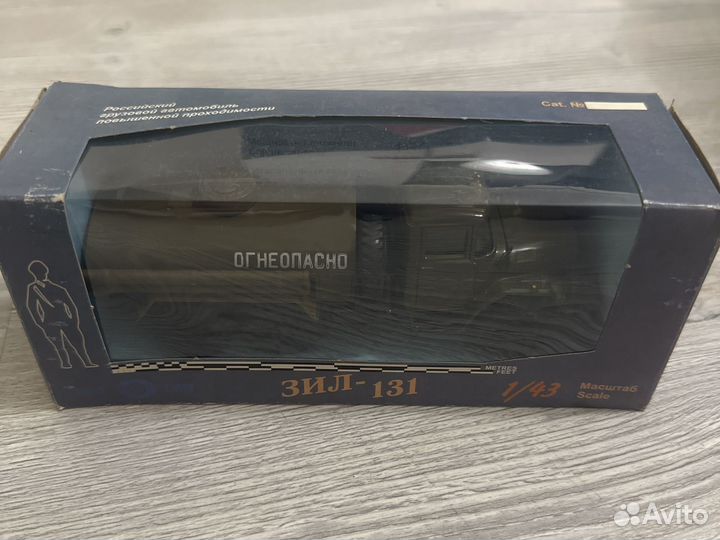 Российский
грузовой автомобиль
повышенной проходимости
Cat. №
ОГНЕОПАСНО
METRES
FEET
ЗИЛ-131
1/43
Масштаб
Scale
Avito